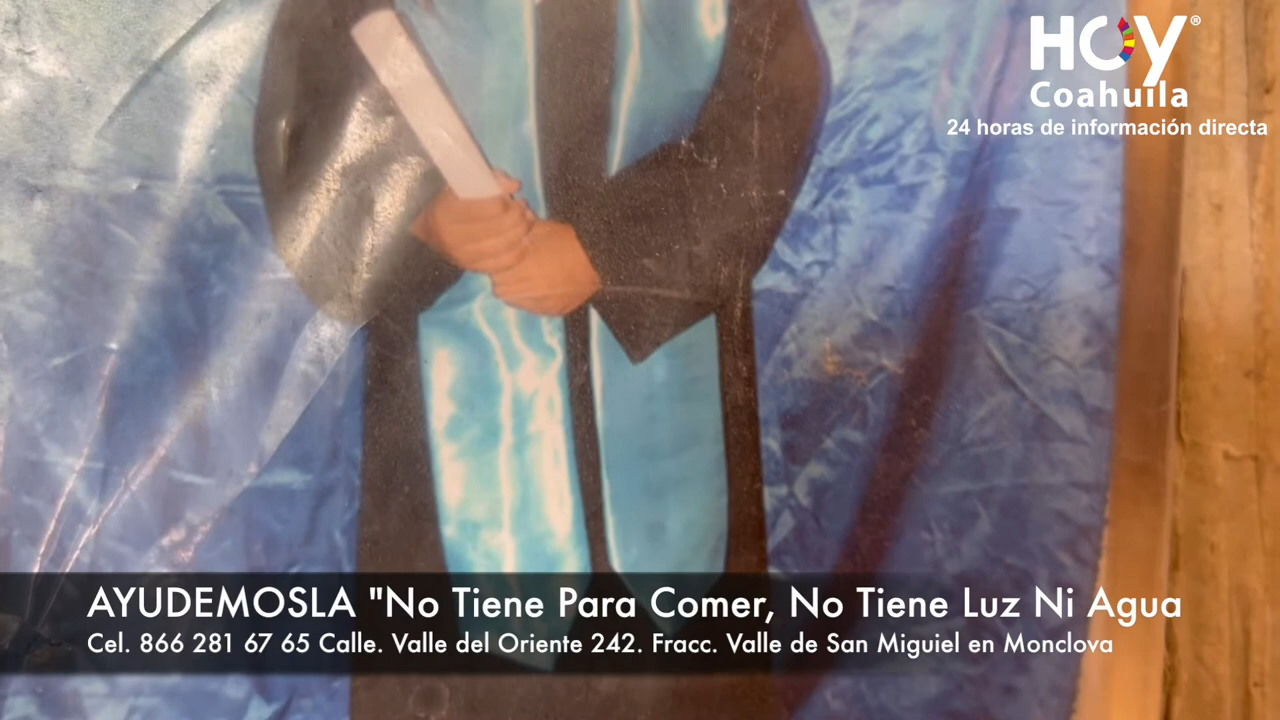 HOY®
Coahuila
24 horas de información directa
AYUDEMOSLA "No Tiene Para Comer, No Tiene Luz Ni Agua
Cel. 866 281 67 65 Calle. Valle del Oriente 242. Fracc. Valle de San Miguiel en Monclova